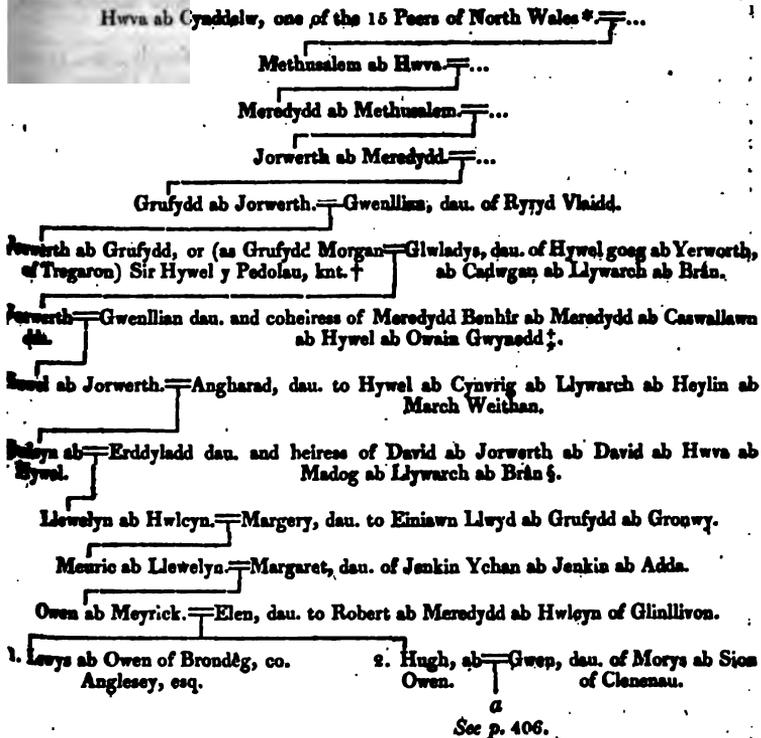 Hwva ab Cynddelw, one of the 15 Peers of North Wales*.=...
Methusalem ab Hwva.=...
Meredydd ab Methusalem.=...
Jorwerth ab Meredydd.=...
Grufydd ab Jorwerth.=Gwenllian, dau. of Ryryd Vlaidd.
Jorwerth ab Grufydd, or (as Grufydd Morgan=Glwladys, dau. of Hywel goeg ab Yerworth,
of Tregaron) Sir Hywel y Pedolau, knt.† ab Cadwgan ab Llywarch ab Brân.
Jorwerth=Gwenllian dau. and coheiress of Meredydd Benhîr ab Meredydd ab Caswallawn
ddu. ab Hywel ab Owain Gwynedd‡.
Howel ab Jorwerth.=Angharad, dau. to Hywel ab Cynvrig ab Llywarch ab Heylin ab
March Weithan.
ab=Erddyladd dau. and heiress of David ab Jorwerth ab David ab Hwva ab
Hywel. Madog ab Llywarch ab Brân§.
Llewelyn ab Hwlcyn.=Margery, dau. to Einiawn Llwyd ab Grufydd ab Gronwy.
Meuric ab Llewelyn.=Margaret, dau. of Jenkin Ychan ab Jenkin ab Adda.
Owen ab Meyrick.=Elen, dau. to Robert ab Meredydd ab Hwlcyn of Glinllivon.
1. Lewys ab Owen of Brondêg, co. 2. Hugh, ab=Gwen, dau. of Morys ab Sion
Anglesey, esq. Owen. of Clenenau.
a
See p. 406.